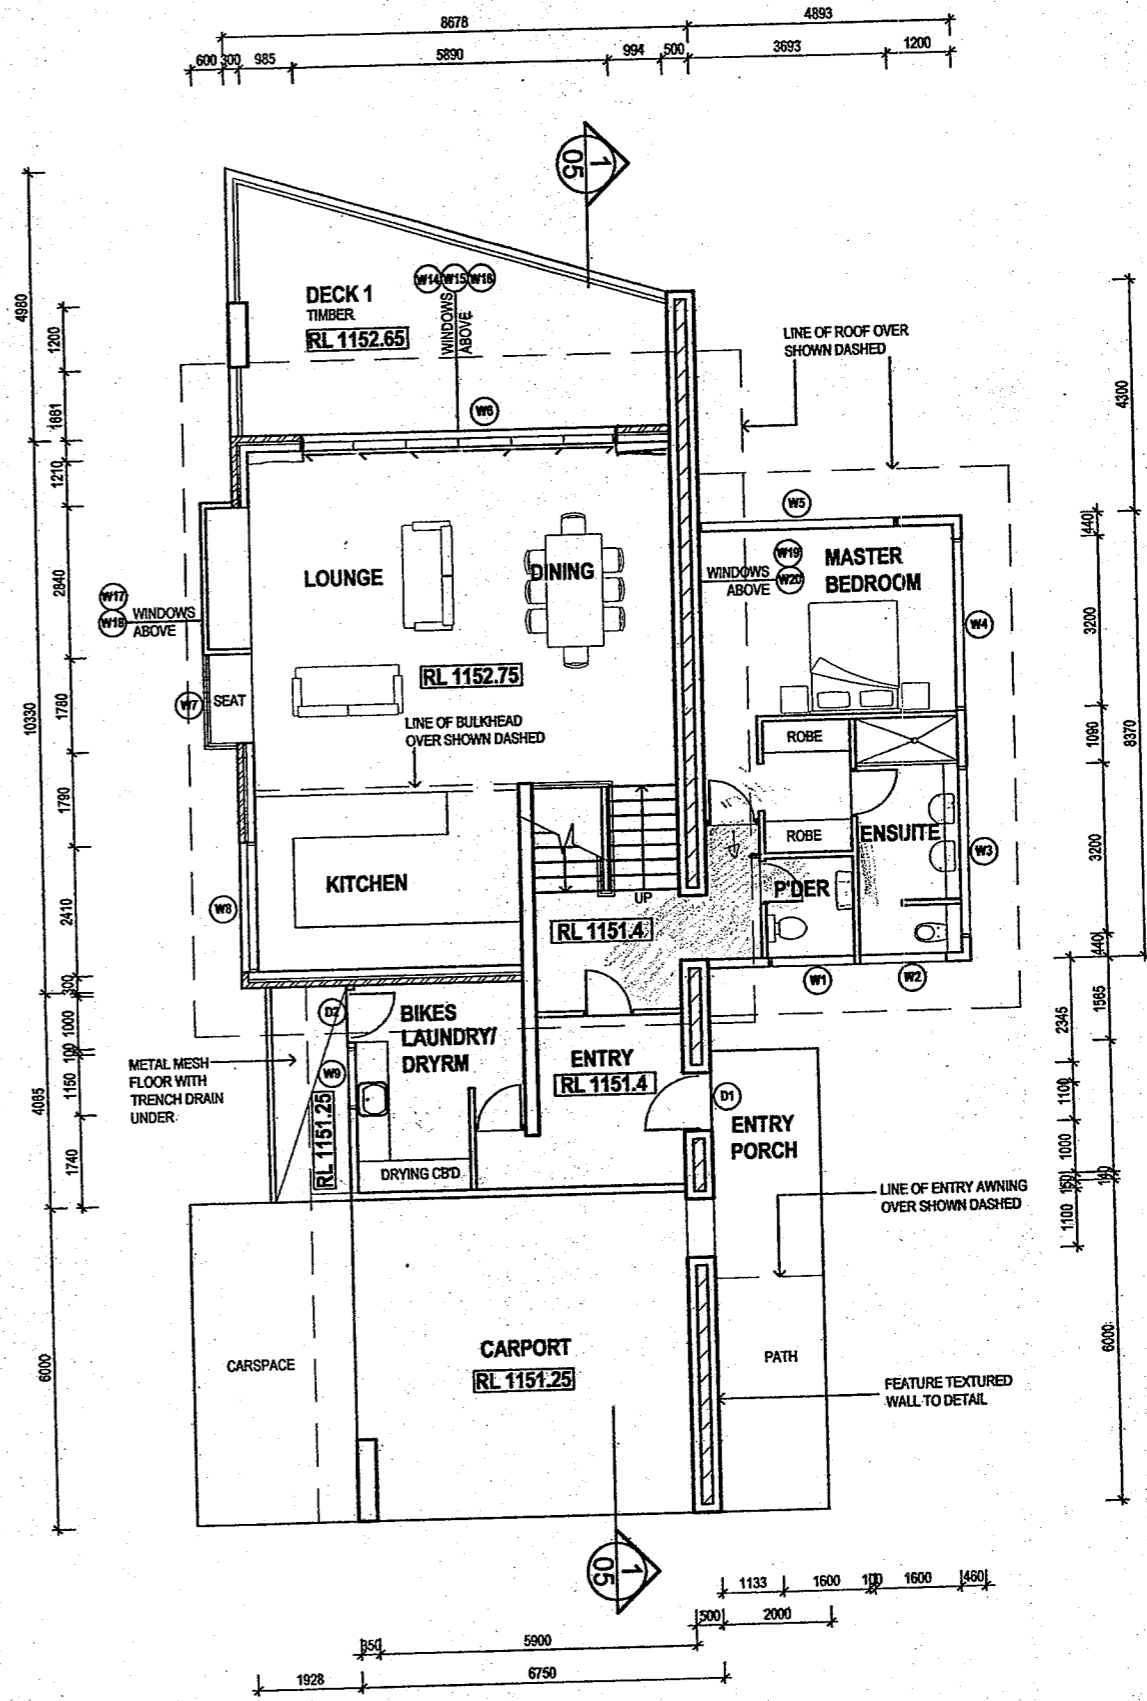 8678
4893
600 300 985 5890 994 500 3693 1200
1
05
4980
1200
1661
1210
2840
1780
1790
2410
300
1000
100
1150
1740
10330
4085
6000
DECK 1
TIMBER
RL 1152.65
W14 W15 W16
WINDOWS
ABOVE
W6
LINE OF ROOF OVER
SHOWN DASHED
4300
W5
LOUNGE
DINING
W19
W20
WINDOWS
ABOVE
MASTER
BEDROOM
W17
W18
WINDOWS
ABOVE
W4
RL 1152.75
W7
SEAT
LINE OF BULKHEAD
OVER SHOWN DASHED
ROBE
ROBE
ENSUITE
W3
KITCHEN
P'DER
UP
W8
RL 1151.4
W1
W2
440
3200
1090
3200
440
8370
D2
BIKES
LAUNDRY/
DRYRM
METAL MESH
FLOOR WITH
TRENCH DRAIN
UNDER
W9
RL 1151.25
ENTRY
RL 1151.4
D1
ENTRY
PORCH
DRYING CB'D
2345
1100
1000
150
1100
1585
140
6000
LINE OF ENTRY AWNING
OVER SHOWN DASHED
CARPORT
RL 1151.25
CARSPACE
PATH
FEATURE TEXTURED
WALL TO DETAIL
1
05
1133 1600 100 1600 460
500 2000
350 5900
1928 6750